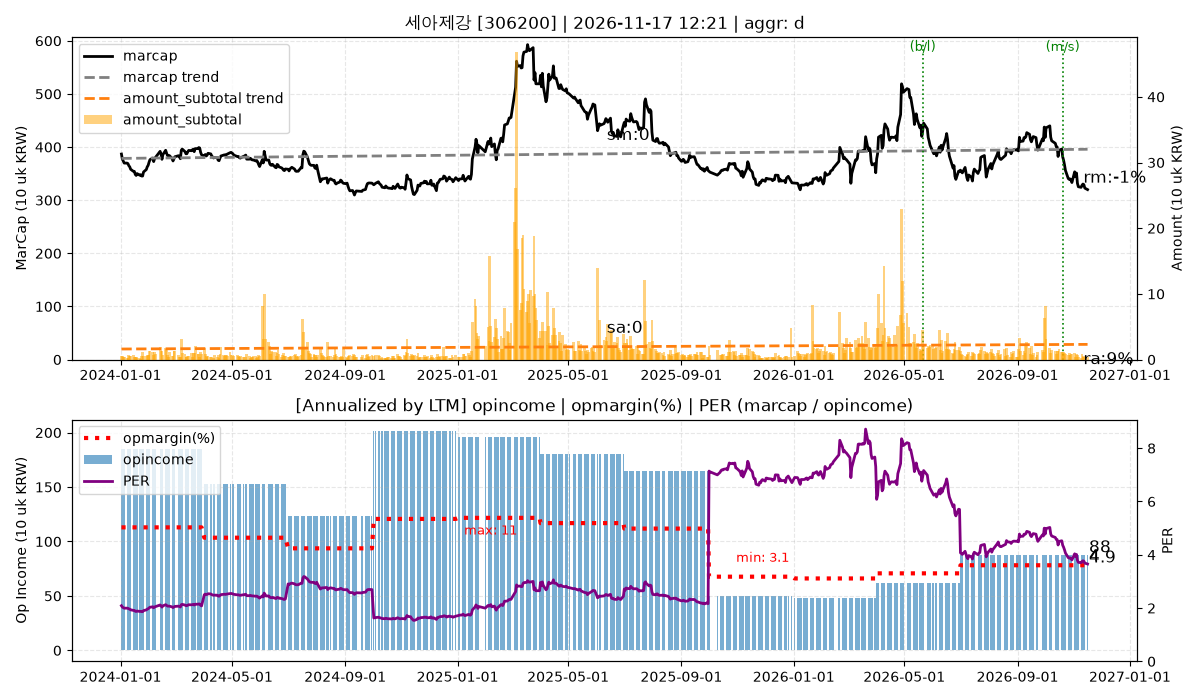 세아제강 [306200] | 2026-11-17 12:21 | aggr: d
marcap
marcap trend
amount_subtotal trend
amount_subtotal
(b/l)
(m/s)
600
500
400
300
200
100
0
MarCap (10 uk KRW)
40
30
20
10
0
Amount (10 uk KRW)
sm:0
rm:-1%
sa:0
ra:9%
2024-01-01 2024-05-01 2024-09-01 2025-01-01 2025-05-01 2025-09-01 2026-01-01 2026-05-01 2026-09-01 2027-01-01
[Annualized by LTM] opincome | opmargin(%) | PER (marcap / opincome)
opmargin(%)
opincome
PER
200
150
100
50
0
Op Income (10 uk KRW)
8
6
4
2
0
PER
max: 11
min: 3.1
88
4.9
2024-01-01 2024-05-01 2024-09-01 2025-01-01 2025-05-01 2025-09-01 2026-01-01 2026-05-01 2026-09-01 2027-01-01